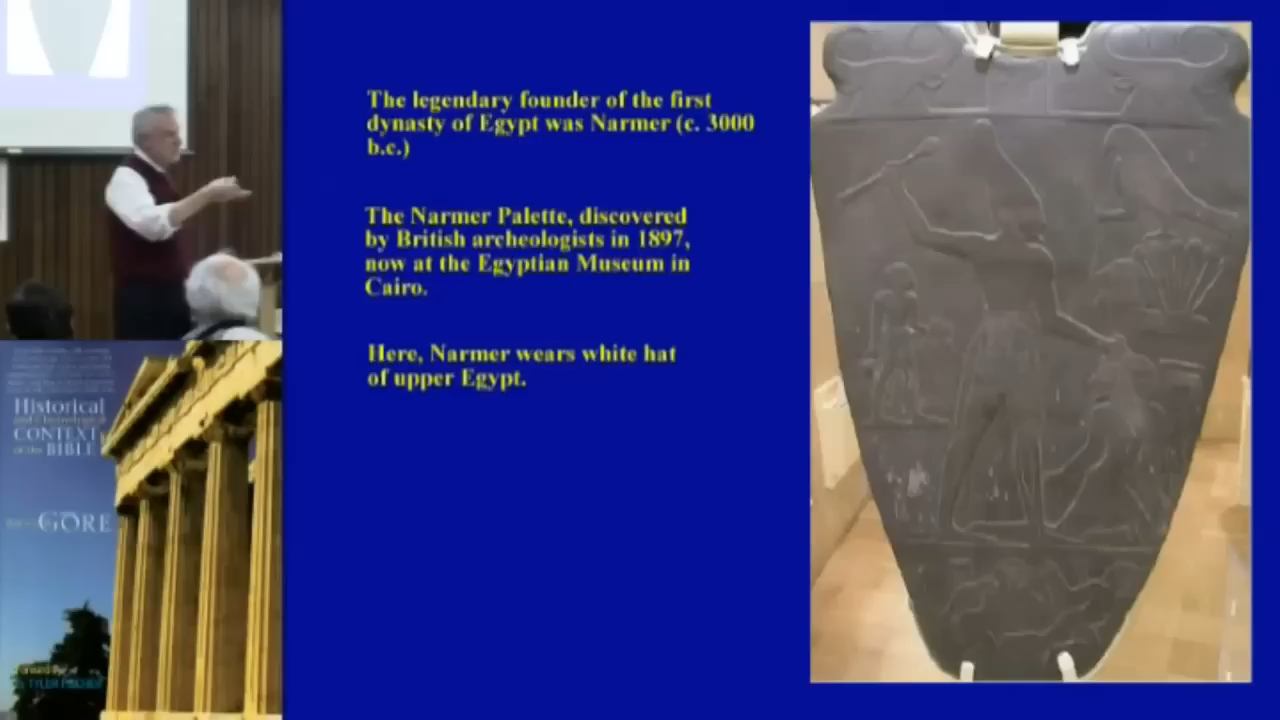 The legendary founder of the first
dynasty of Egypt was Narmer (c. 3000
b.c.)
The Narmer Palette, discovered
by British archeologists in 1897,
now at the Egyptian Museum in
Cairo.
Here, Narmer wears white hat
of upper Egypt.
Historical
CONTEXT
of the BIBLE
GORE